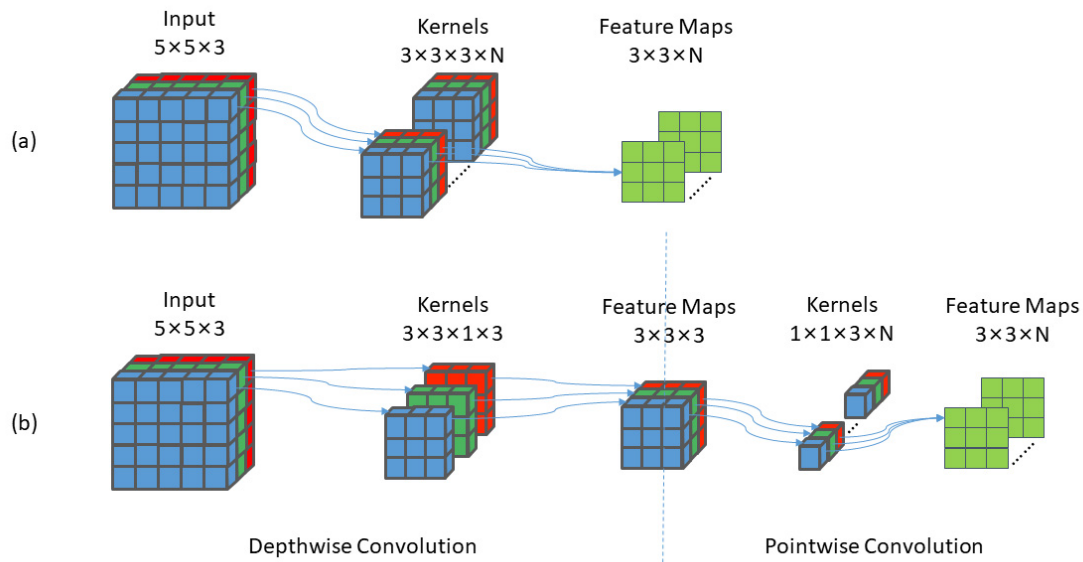 Input
5×5×3
Kernels
3×3×3×N
Feature Maps
3×3×N
(a)
Input
5×5×3
Kernels
3×3×1×3
Feature Maps
3×3×3
Kernels
1×1×3×N
Feature Maps
3×3×N
(b)
Depthwise Convolution
Pointwise Convolution